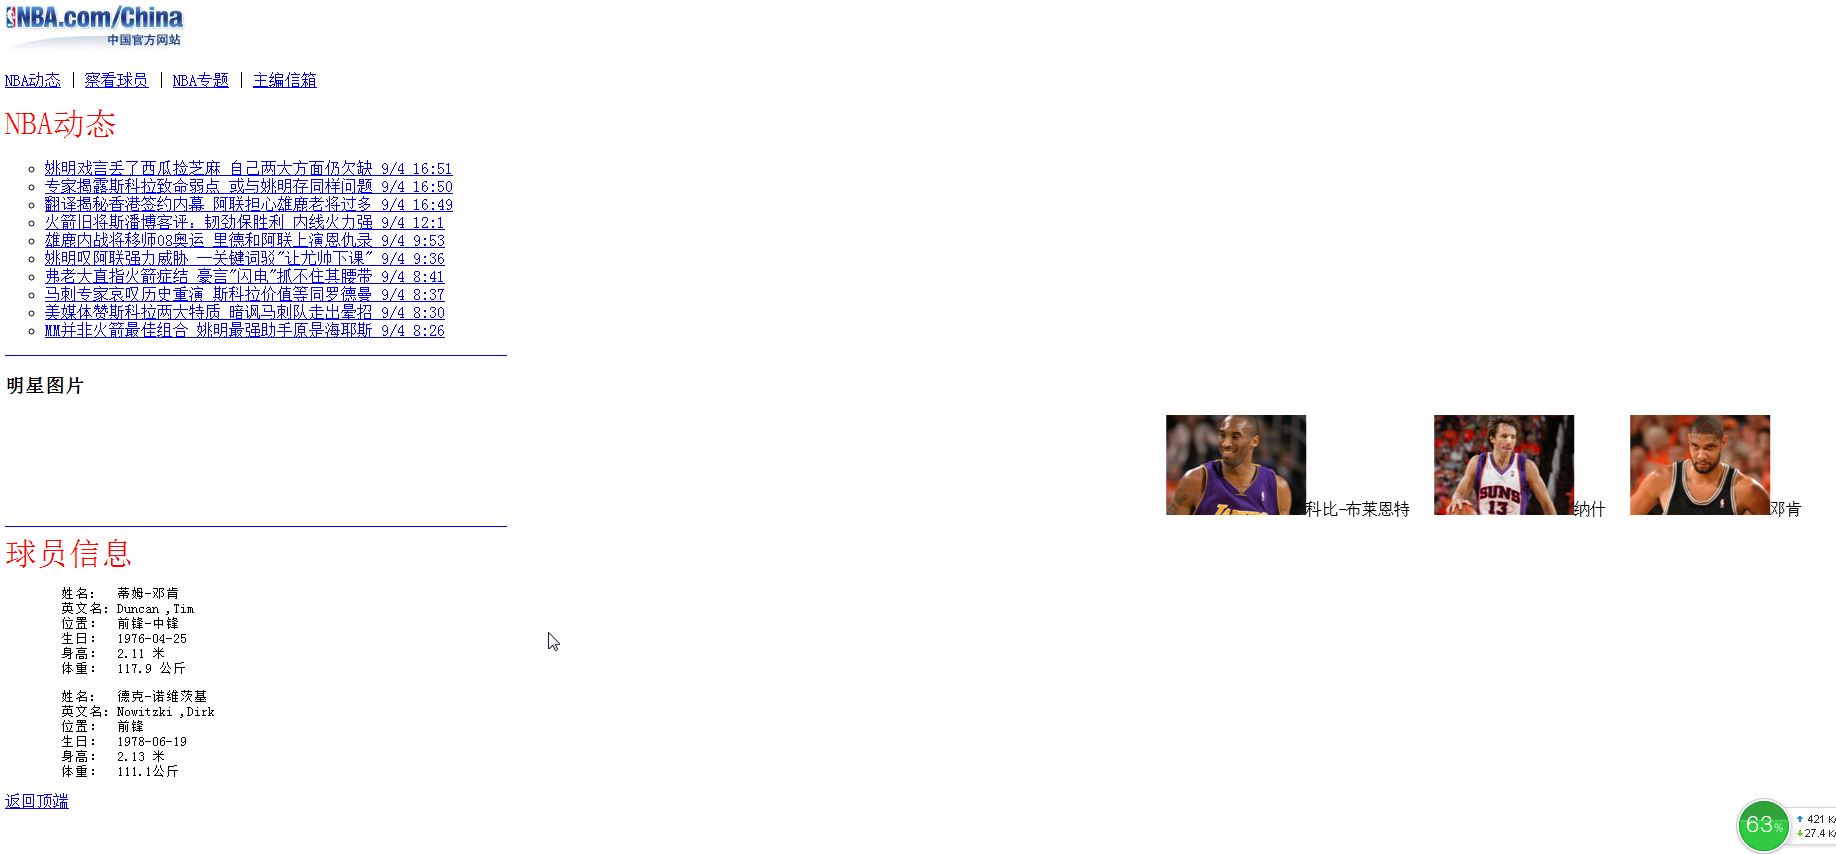 NBA.com/China
中国官方网站
NBA动态 | 察看球员 | NBA专题 | 主编信箱
NBA动态
姚明戏言丢了西瓜捡芝麻 自己两大方面仍欠缺 9/4 16:51
专家揭露斯科拉致命弱点 或与姚明存同样问题 9/4 16:50
翻译揭秘香港签约内幕 阿联担心雄鹿老将过多 9/4 16:49
火箭旧将斯潘博客评：韧劲保胜利 内线火力强 9/4 12:1
雄鹿内战将移师08奥运 里德和阿联上演恩仇录 9/4 9:53
姚明叹阿联强力威胁 一关键词驳"让尤帅下课" 9/4 9:36
弗老大直指火箭症结 豪言"闪电"抓不住其腰带 9/4 8:41
马刺专家哀叹历史重演 斯科拉价值等同罗德曼 9/4 8:37
美媒体赞斯科拉两大特质 暗讽马刺队走出晕招 9/4 8:30
MM并非火箭最佳组合 姚明最强助手原是海耶斯 9/4 8:26
明星图片
SUNS
13
科比-布莱恩特 纳什 邓肯
球员信息
姓名： 蒂姆-邓肯
英文名：Duncan ,Tim
位置： 前锋-中锋
生日： 1976-04-25
身高： 2.11 米
体重： 117.9 公斤
姓名： 德克-诺维茨基
英文名：Nowitzki ,Dirk
位置： 前锋
生日： 1978-06-19
身高： 2.13 米
体重： 111.1公斤
返回顶端
63%
421 K/
27.4 K/